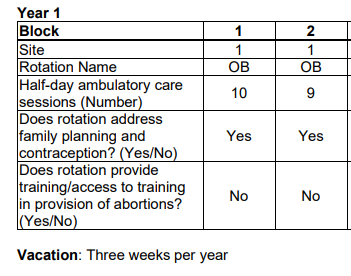 Year 1
Block 1 2
Site 1 1
Rotation Name OB OB
Half-day ambulatory care
sessions (Number) 10 9
Does rotation address
family planning and
contraception? (Yes/No) Yes Yes
Does rotation provide
training/access to training
in provision of abortions?
(Yes/No) No No
Vacation: Three weeks per year